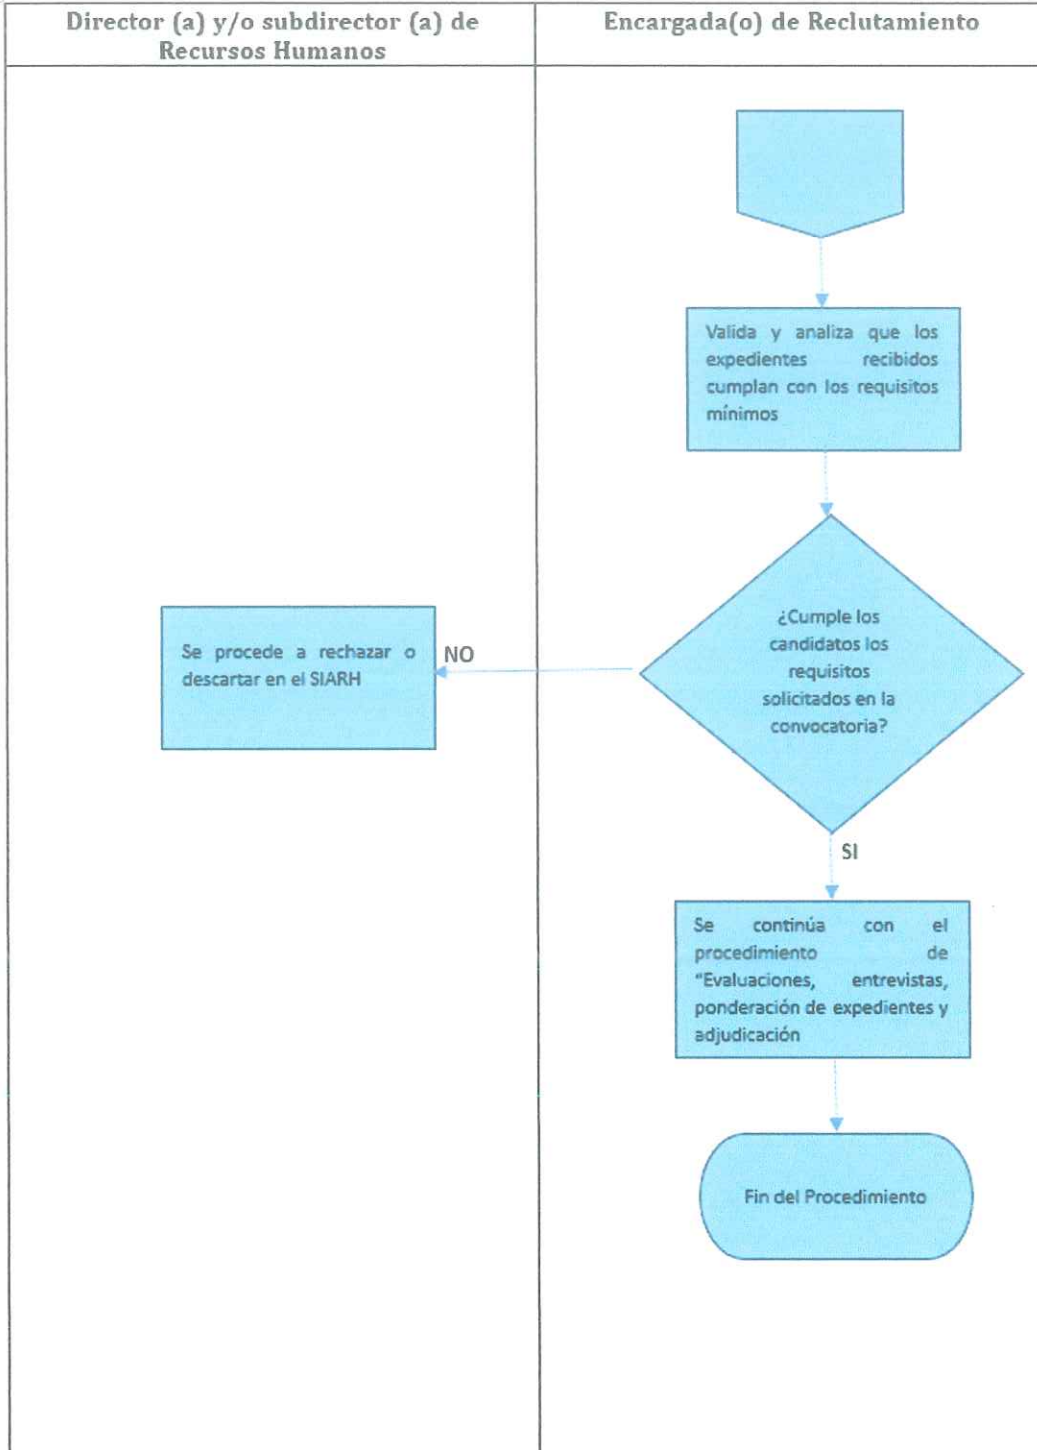 Director (a) y/o subdirector (a) de
Recursos Humanos
Encargada(o) de Reclutamiento
Valida y analiza que los
expedientes recibidos
cumplan con los requisitos
mínimos
¿Cumple los
candidatos los
requisitos
solicitados en la
convocatoria?
NO
Se procede a rechazar o
descartar en el SIARH
SI
Se continúa con el
procedimiento de
“Evaluaciones, entrevistas,
ponderación de expedientes y
adjudicación
Fin del Procedimiento